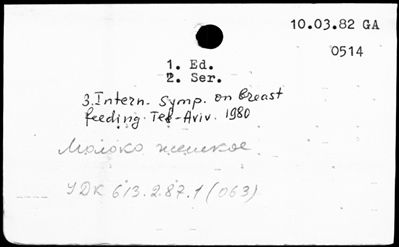 10.03.82 GA
0514
1. Ed.
2. Ser.
3. Intern. Symp. on breast
feeding. Tel-Aviv. 1980
Молоко женское
УДК 613.287.1(063)